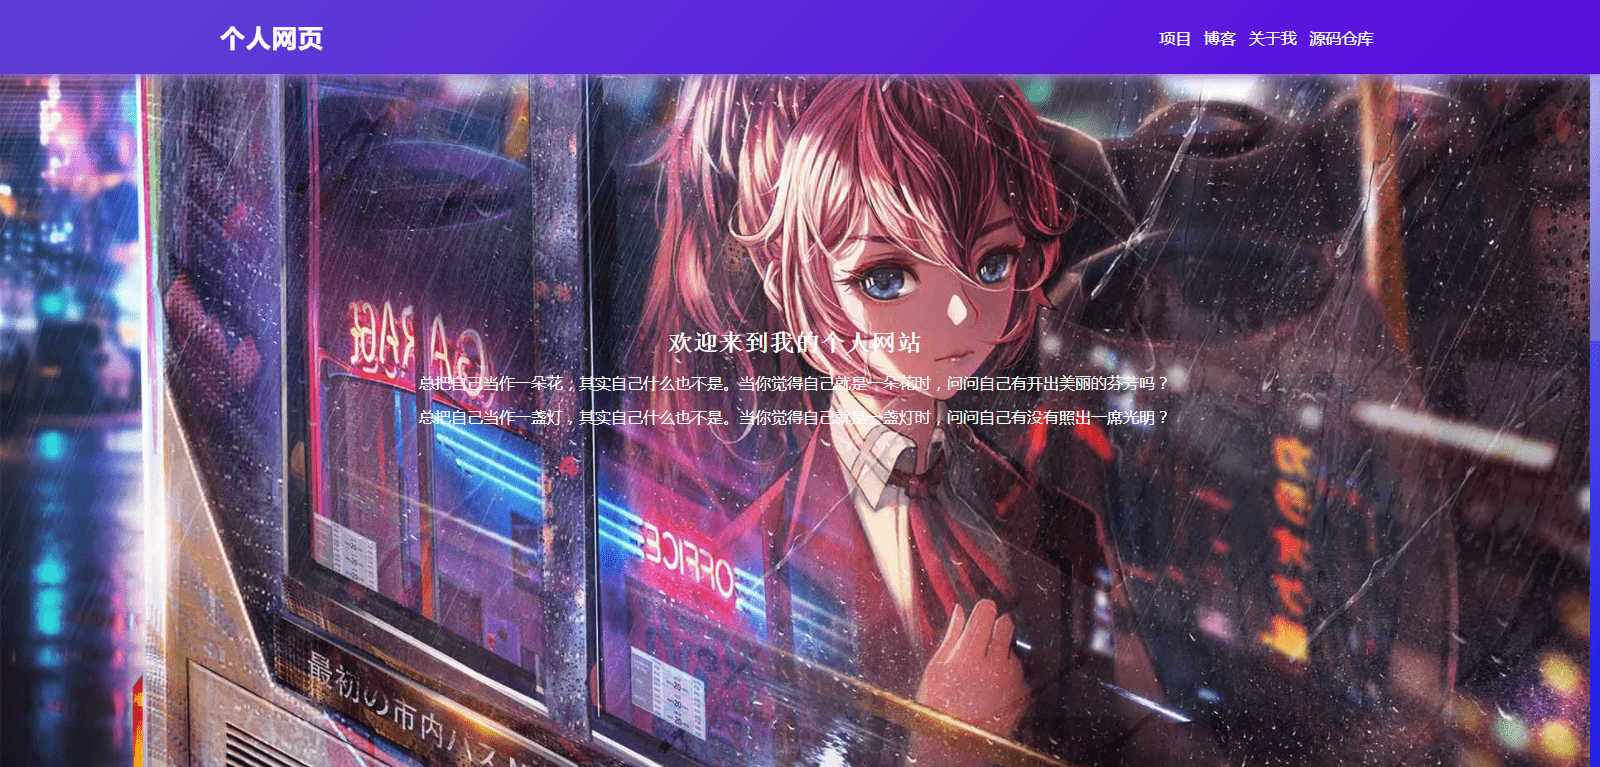 个人网页
项目 博客 关于我 源码仓库
GARAGE
欢迎来到我的个人网站
总把自己当作一朵花，其实自己什么也不是。当你觉得自己就是一朵花时，问问自己有开出美丽的芬芳吗？
总把自己当作一盏灯，其实自己什么也不是。当你觉得自己就是一盏灯时，问问自己有没有照出一席光明？
OFFICE
最初の市内バス